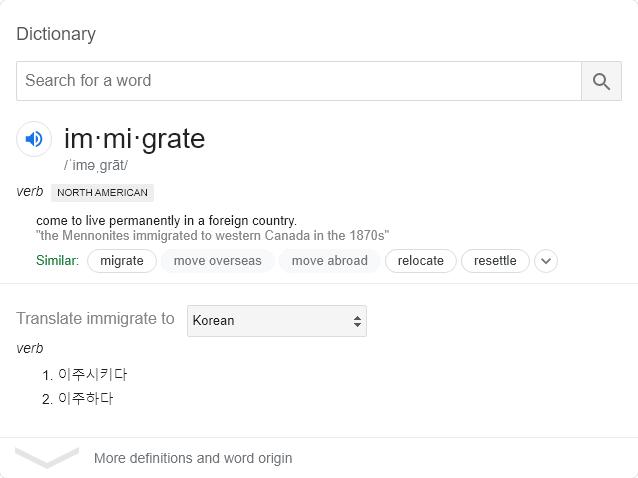 Dictionary
Search for a word
im·mi·grate
/ˈiməˌɡrāt/
verb NORTH AMERICAN
come to live permanently in a foreign country.
"the Mennonites immigrated to western Canada in the 1870s"
Similar: migrate move overseas move abroad relocate resettle
Translate immigrate to Korean
verb
1. 이주시키다
2. 이주하다
More definitions and word origin